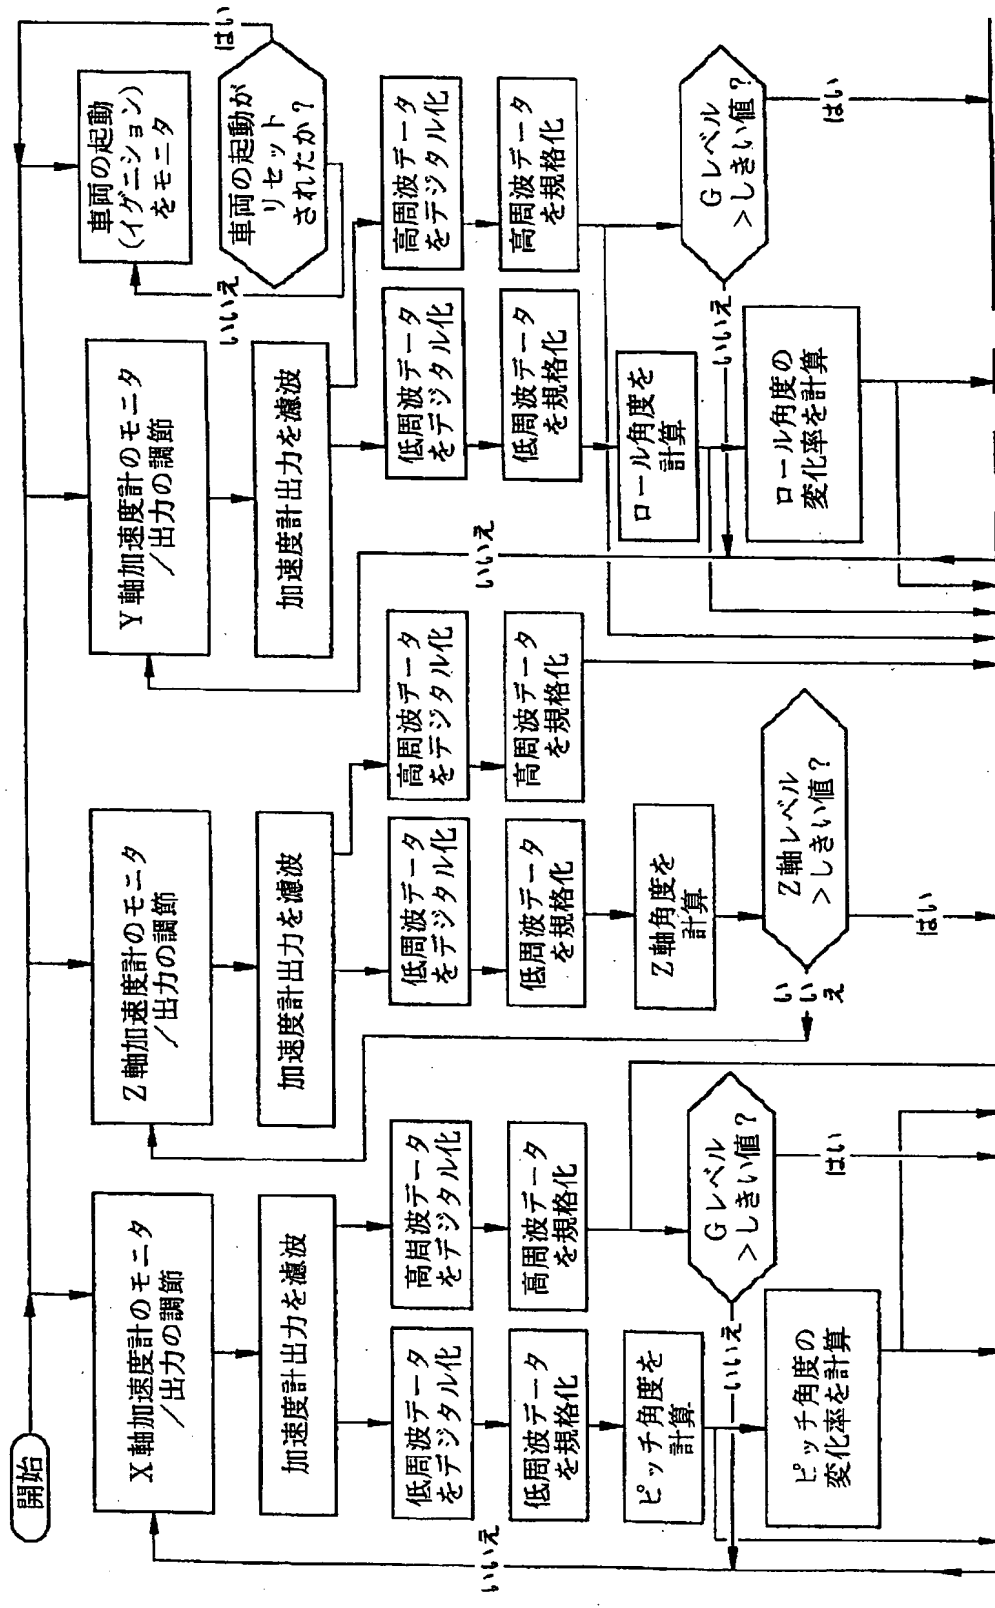 開始
X軸加速度計のモニタ
／出力の調節
加速度計出力を濾波
低周波データ
をデジタル化
高周波データ
をデジタル化
低周波データ
を規格化
高周波データ
を規格化
ピッチ角度を
計算
Gレベル
＞しきい値？
いいえ
はい
ピッチ角度の
変化率を計算
いいえ
Z軸加速度計のモニタ
／出力の調節
加速度計出力を濾波
低周波データ
をデジタル化
高周波データ
をデジタル化
低周波データ
を規格化
高周波データ
を規格化
Z軸角度を
計算
Z軸レベル
＞しきい値？
いいえ
はい
Y軸加速度計のモニタ
／出力の調節
加速度計出力を濾波
低周波データ
をデジタル化
高周波データ
をデジタル化
低周波データ
を規格化
高周波データ
を規格化
ロール角度を
計算
Gレベル
＞しきい値？
いいえ
はい
ロール角度の
変化率を計算
いいえ
車両の起動
(イグニション)
をモニタ
車両の起動が
リセット
されたか？
いいえ
はい